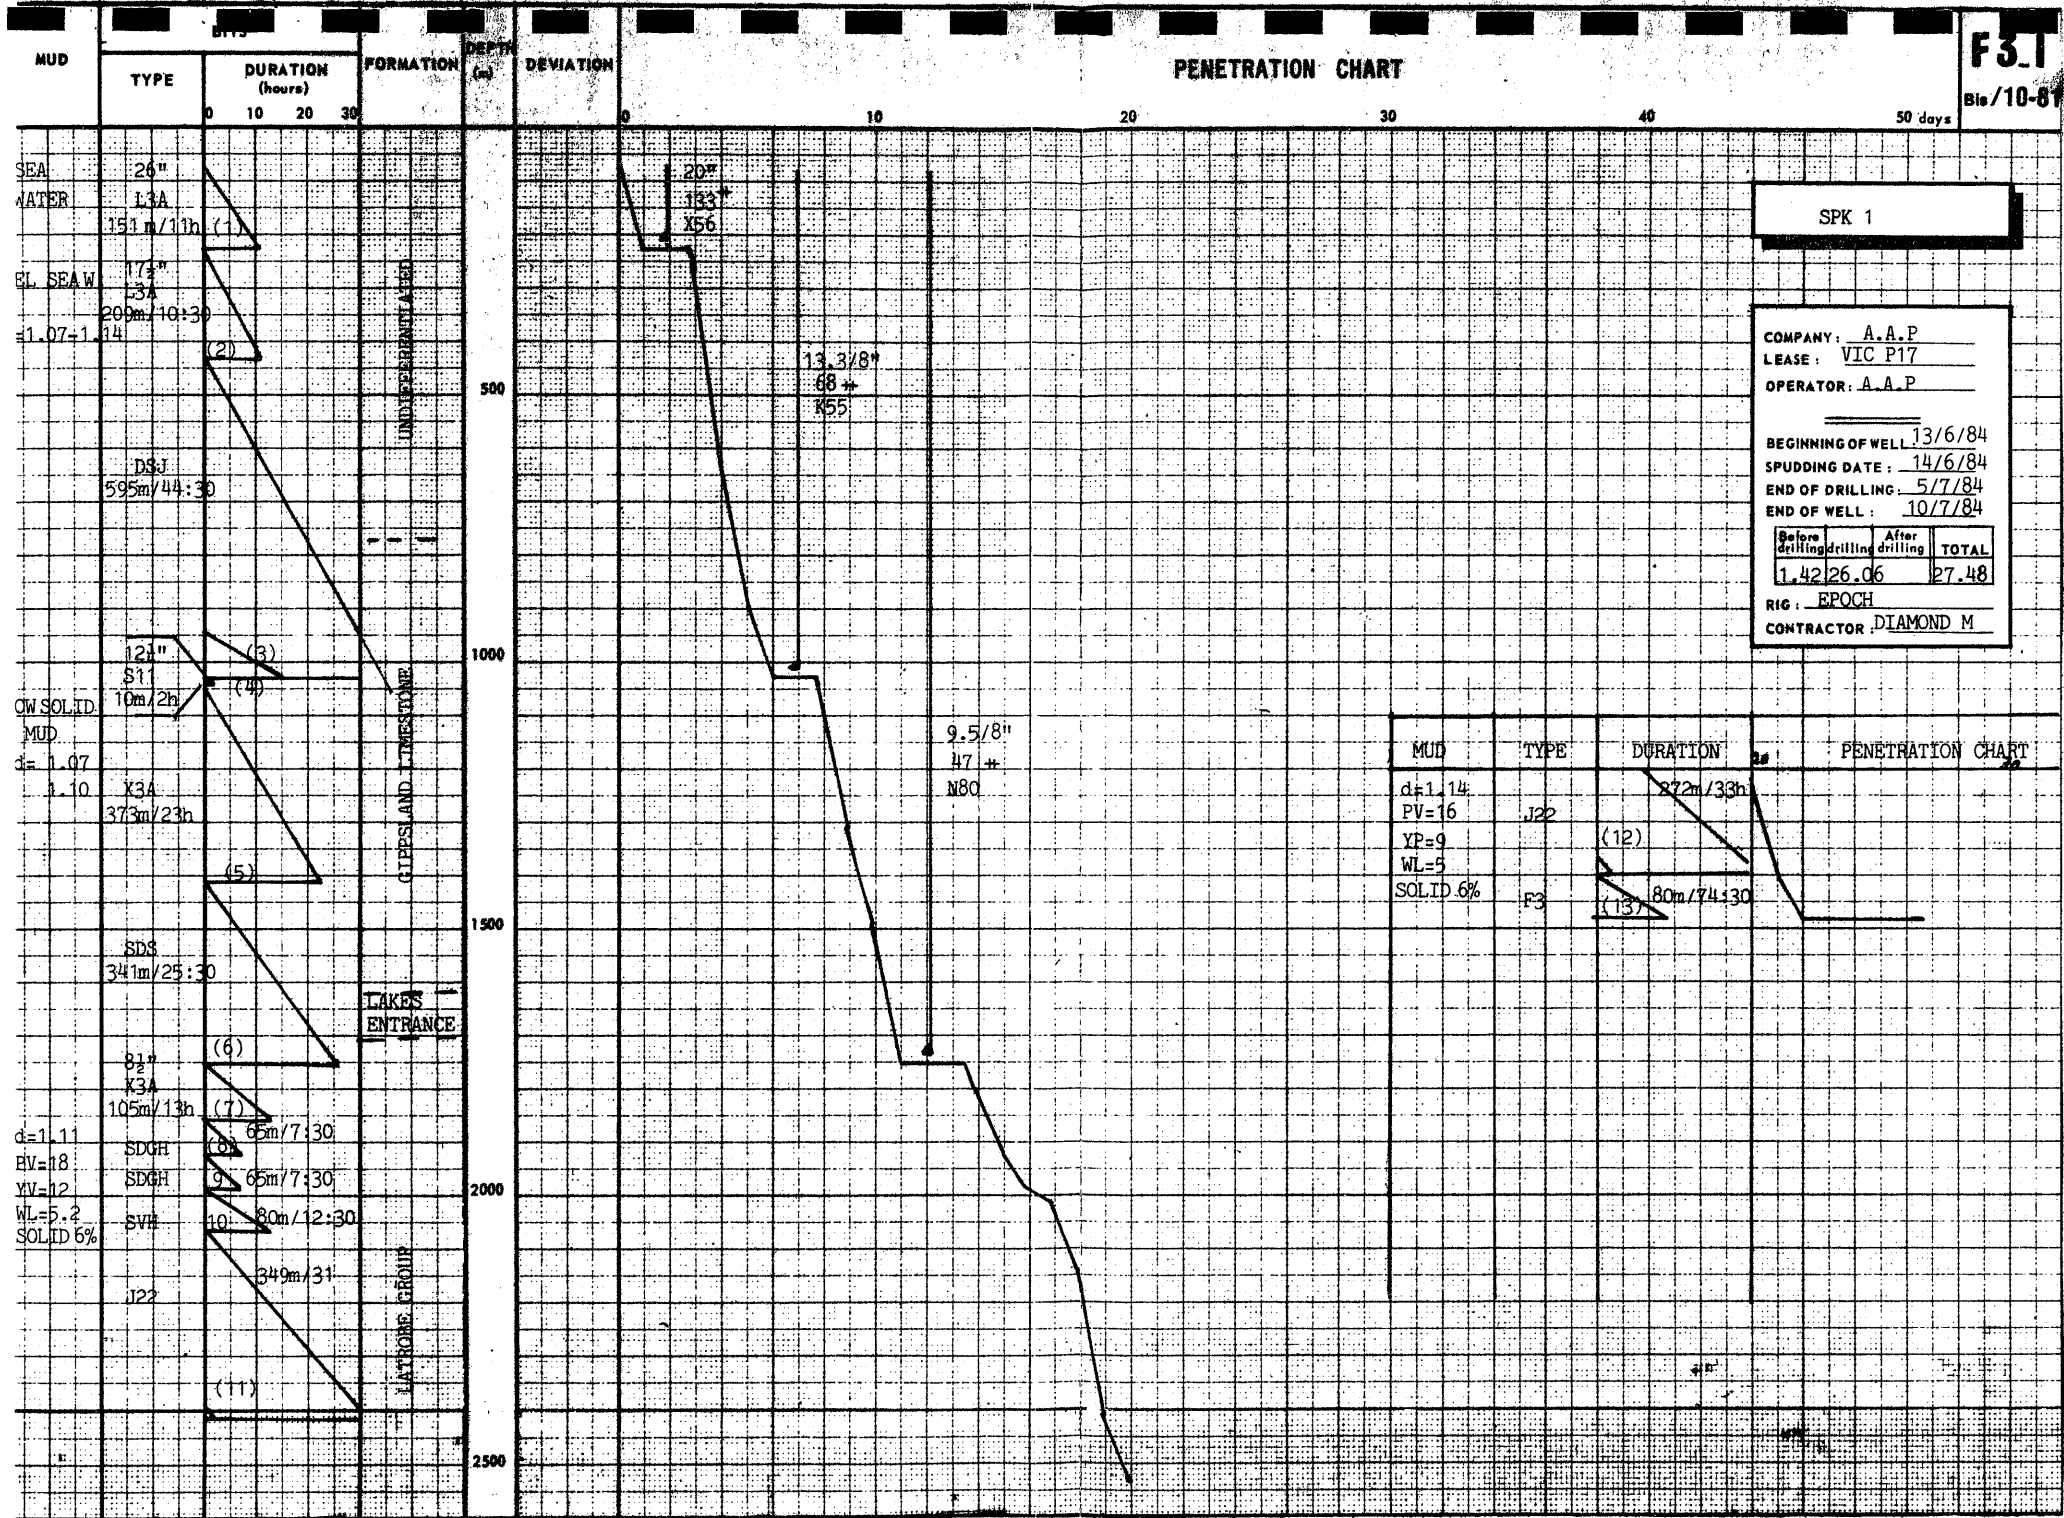 MUD
BITS
TYPE
DURATION
(hours)
0 10 20 30
FORMATION
DEPTH
(m)
DEVIATION
PENETRATION CHART
0 10 20 30 40 50 days
F3_1
Bis/10-81
SEA
WATER
26"
L3A
151m/11h (1)
EL SEAW
17½"
L3A
209m/10:30
=1.07-1.14
(2)
DSJ
595m/44:30
(3)
12¼"
S11
10m/2h
(4)
OW SOLID
MUD
d= 1.07
1.10
X3A
373m/23h
(5)
SDS
341m/25:30
(6)
8½"
X3A
105m/13h (7)
65m/7:30
d=1.11
PV=18
YV=12
WL=5.2
SOLID 6%
SDGH (8)
SDGH 9 65m/7:30
SVH 10 80m/12:30
349m/31
J22
(11)
UNDIFFERENTIATED
GIPPSLAND LIMESTONE
LAKES
ENTRANCE
LATROBE GROUP
500
1000
1500
2000
2500
20"
133#
X56
13.3/8"
68 #
K55
9.5/8"
47 #
N80
SPK 1
COMPANY: A.A.P
LEASE: VIC P17
OPERATOR: A.A.P
BEGINNING OF WELL 13/6/84
SPUDDING DATE: 14/6/84
END OF DRILLING: 5/7/84
END OF WELL: 10/7/84
Before drilling drilling After drilling TOTAL
1.42 26.06 27.48
RIG: EPOCH
CONTRACTOR: DIAMOND M
MUD TYPE DURATION 20 PENETRATION CHART
30
d=1.14
PV=16
YP=9
WL=5
SOLID 6%
J22
272m/33h
(12)
F3
(13) 80m/74:30